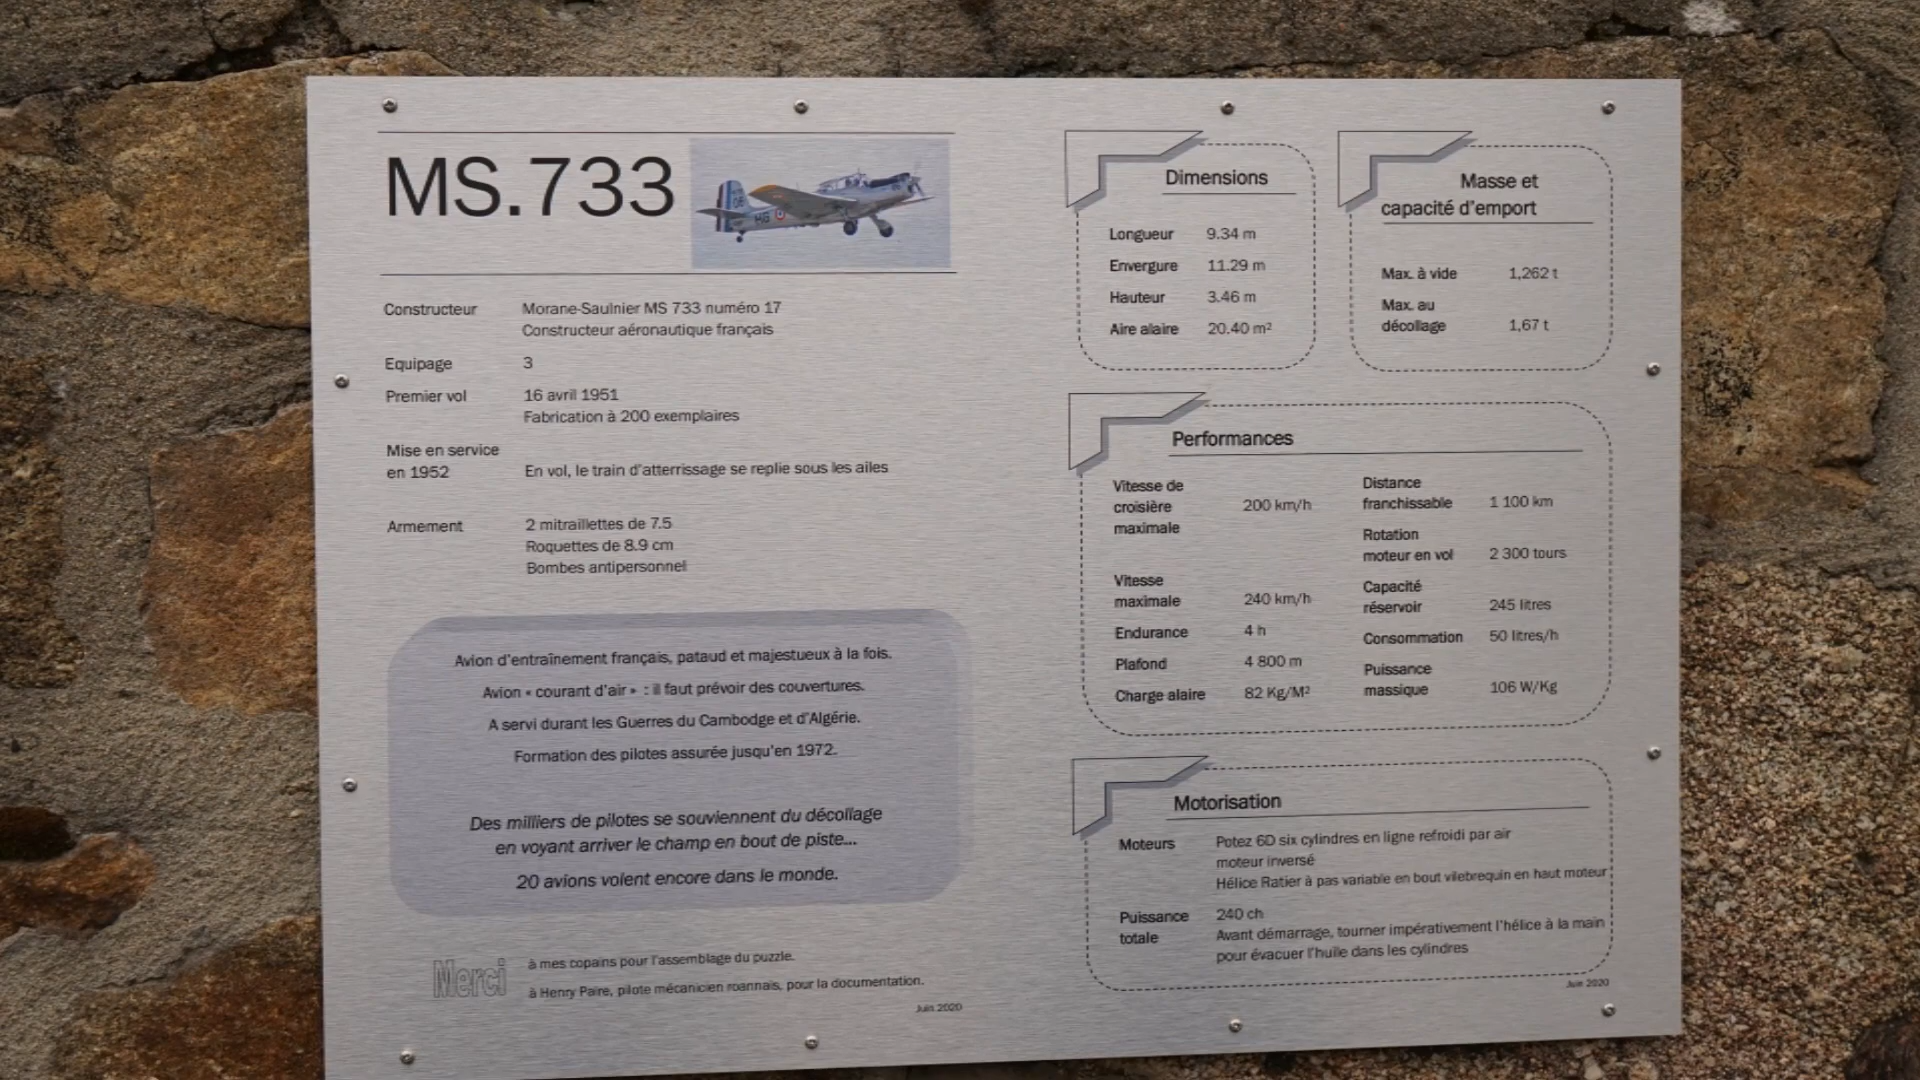 MS.733
Constructeur Morane-Saulnier MS 733 numéro 17
Constructeur aéronautique français
Equipage 3
Premier vol 16 avril 1951
Fabrication à 200 exemplaires
Mise en service
en 1952 En vol, le train d'atterrissage se replie sous les ailes
Armement 2 mitraillettes de 7.5
Roquettes de 8.9 cm
Bombes antipersonnel
Avion d'entraînement français, pataud et majestueux à la fois.
Avion « courant d'air » : il faut prévoir des couvertures.
A servi durant les Guerres du Cambodge et d'Algérie.
Formation des pilotes assurée jusqu'en 1972.
Des milliers de pilotes se souviennent du décollage
en voyant arriver le champ en bout de piste...
20 avions volent encore dans le monde.
Merci à mes copains pour l'assemblage du puzzle.
à Henry Paire, pilote mécanicien roannais, pour la documentation.
Juin 2020
Dimensions
Longueur 9.34 m
Envergure 11.29 m
Hauteur 3.46 m
Aire alaire 20.40 m²
Masse et
capacité d'emport
Max. à vide 1,262 t
Max. au
décollage 1,67 t
Performances
Vitesse de
croisière 200 km/h
maximale
Vitesse
maximale 240 km/h
Endurance 4 h
Plafond 4 800 m
Charge alaire 82 Kg/M²
Distance
franchissable 1 100 km
Rotation
moteur en vol 2 300 tours
Capacité
réservoir 245 litres
Consommation 50 litres/h
Puissance
massique 106 W/Kg
Motorisation
Moteurs Potez 6D six cylindres en ligne refroidi par air
moteur inversé
Hélice Ratier à pas variable en bout vilebrequin en haut moteur
Puissance 240 ch
totale Avant démarrage, tourner impérativement l'hélice à la main
pour évacuer l'huile dans les cylindres
Juin 2020